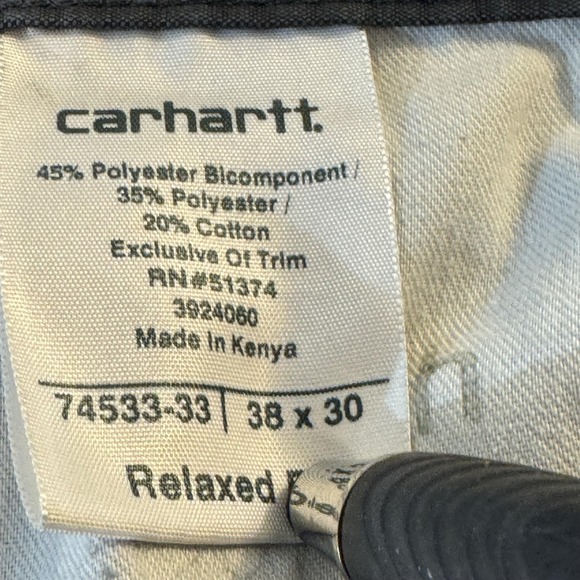 carhartt.
45% Polyester Bicomponent /
35% Polyester /
20% Cotton
Exclusive Of Trim
RN#51374
3924060
Made In Kenya
74533-33 | 38 x 30
Relaxed